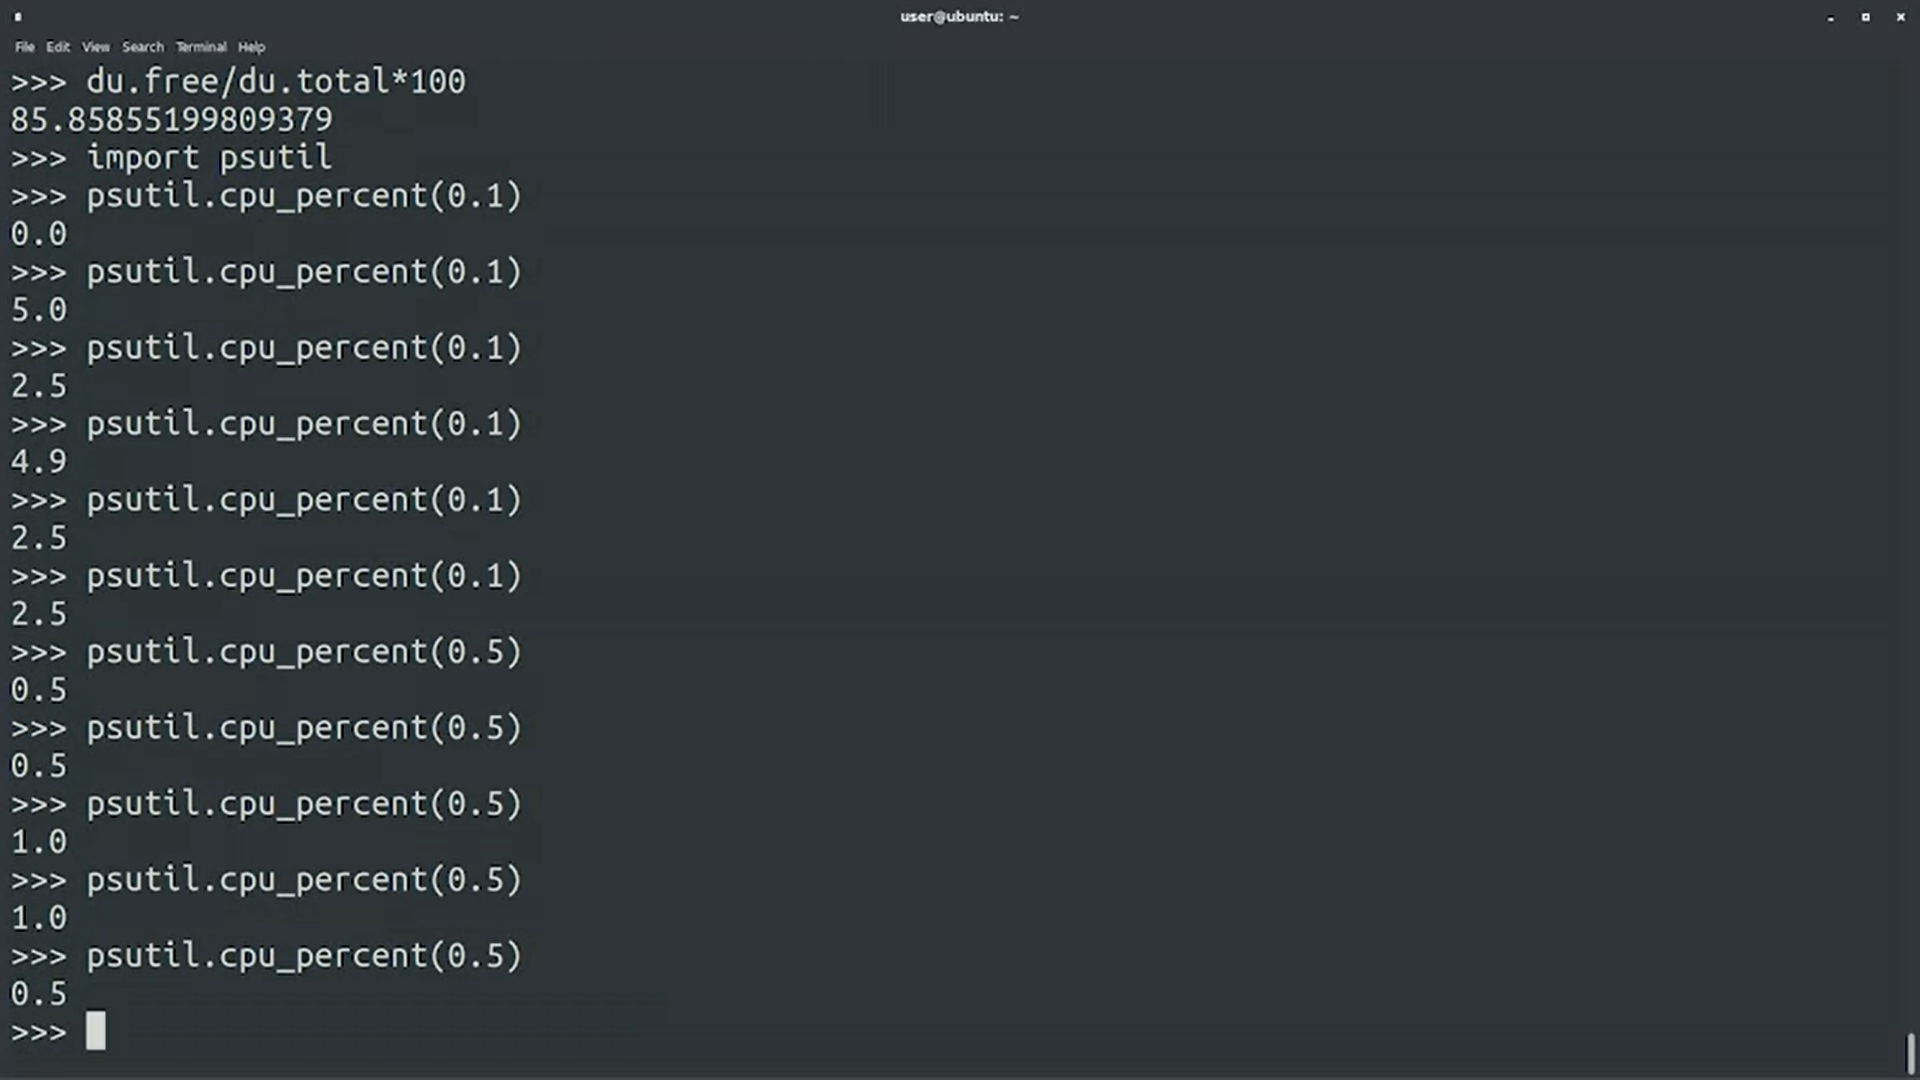 user@ubuntu: ~
File Edit View Search Terminal Help
>>> du.free/du.total*100
85.85855199809379
>>> import psutil
>>> psutil.cpu_percent(0.1)
0.0
>>> psutil.cpu_percent(0.1)
5.0
>>> psutil.cpu_percent(0.1)
2.5
>>> psutil.cpu_percent(0.1)
4.9
>>> psutil.cpu_percent(0.1)
2.5
>>> psutil.cpu_percent(0.1)
2.5
>>> psutil.cpu_percent(0.5)
0.5
>>> psutil.cpu_percent(0.5)
0.5
>>> psutil.cpu_percent(0.5)
1.0
>>> psutil.cpu_percent(0.5)
1.0
>>> psutil.cpu_percent(0.5)
0.5
>>>